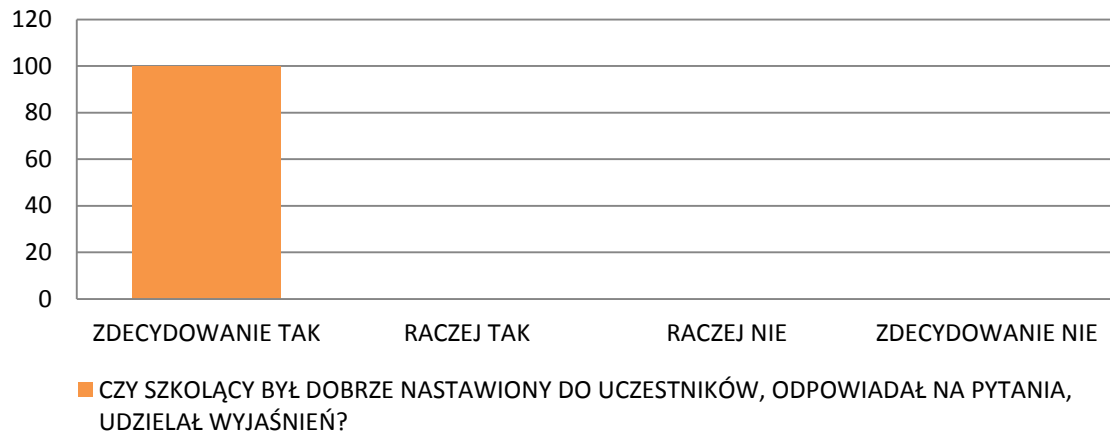 120
100
80
60
40
20
0
ZDECYDOWANIE TAK RACZEJ TAK RACZEJ NIE ZDECYDOWANIE NIE
CZY SZKOLĄCY BYŁ DOBRZE NASTAWIONY DO UCZESTNIKÓW, ODPOWIADAŁ NA PYTANIA,
UDZIELAŁ WYJAŚNIEŃ?